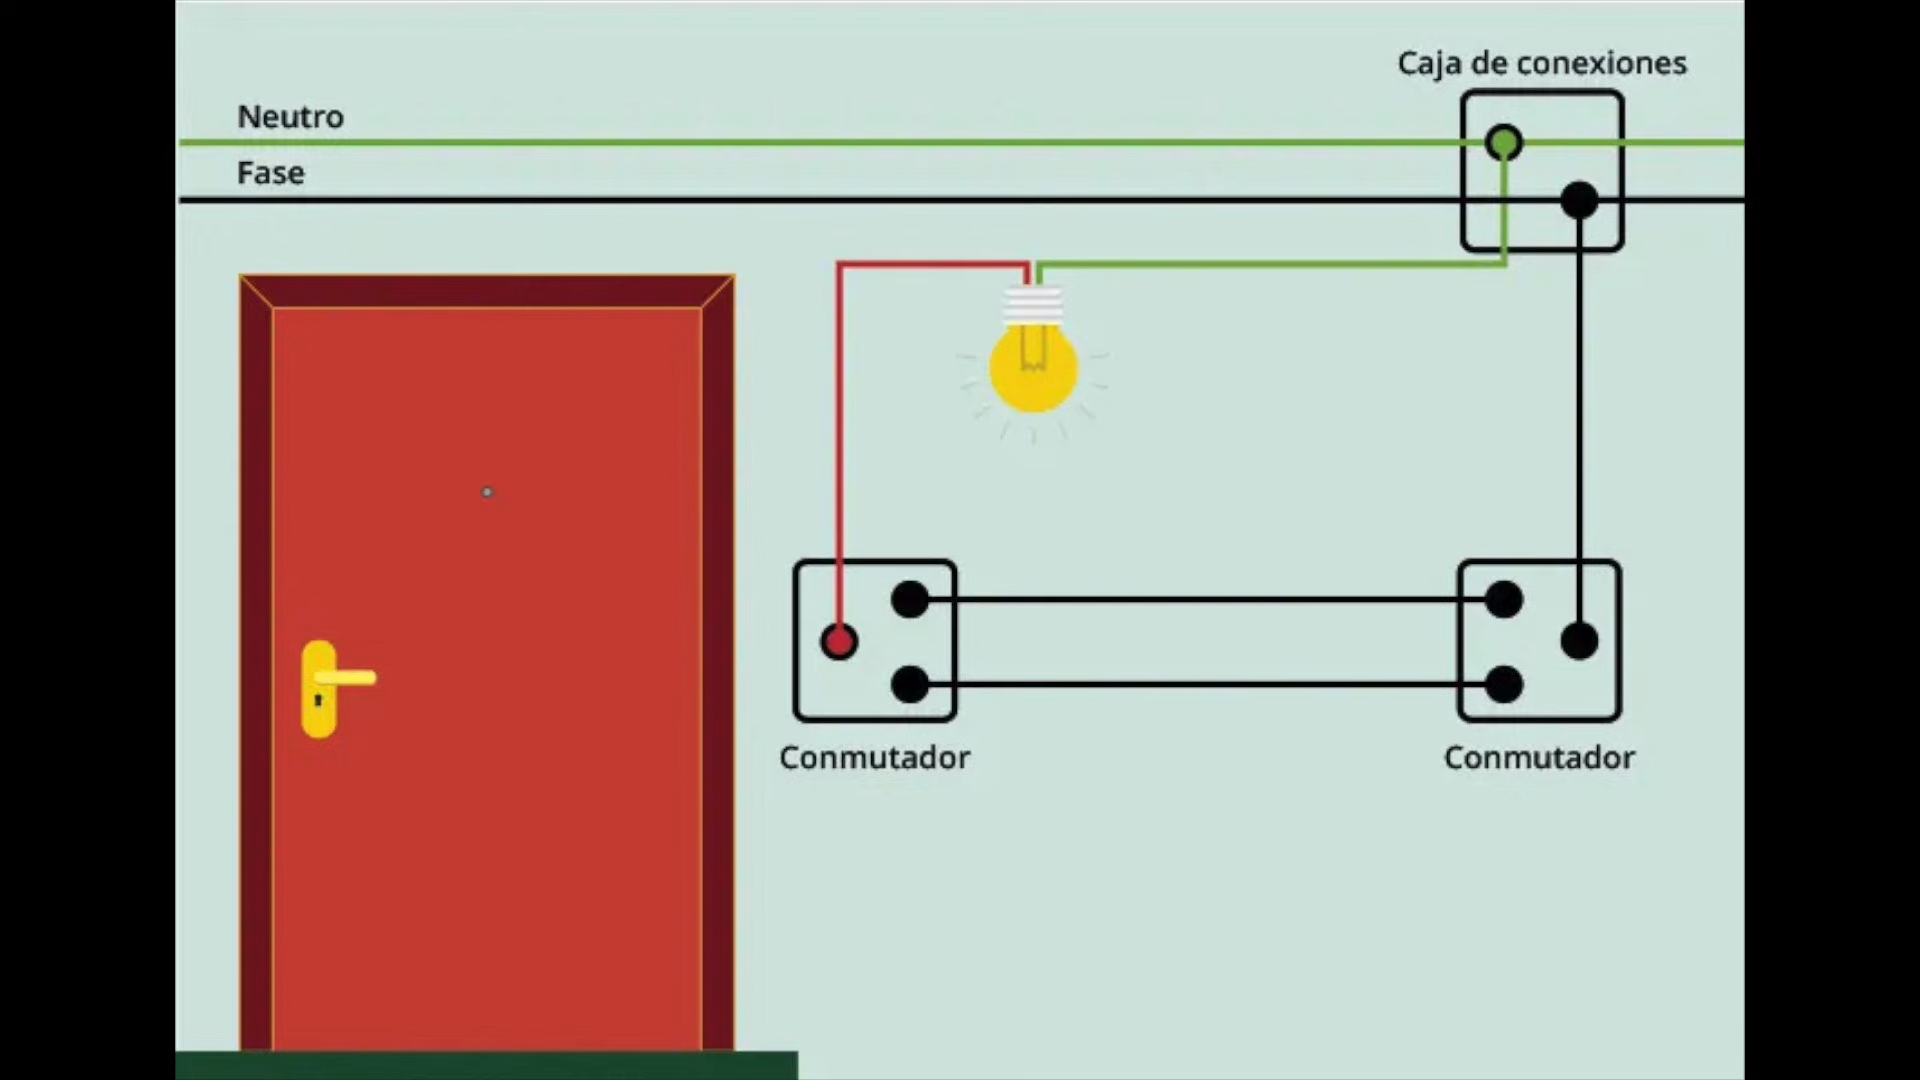 Caja de conexiones
Neutro
Fase
Conmutador
Conmutador